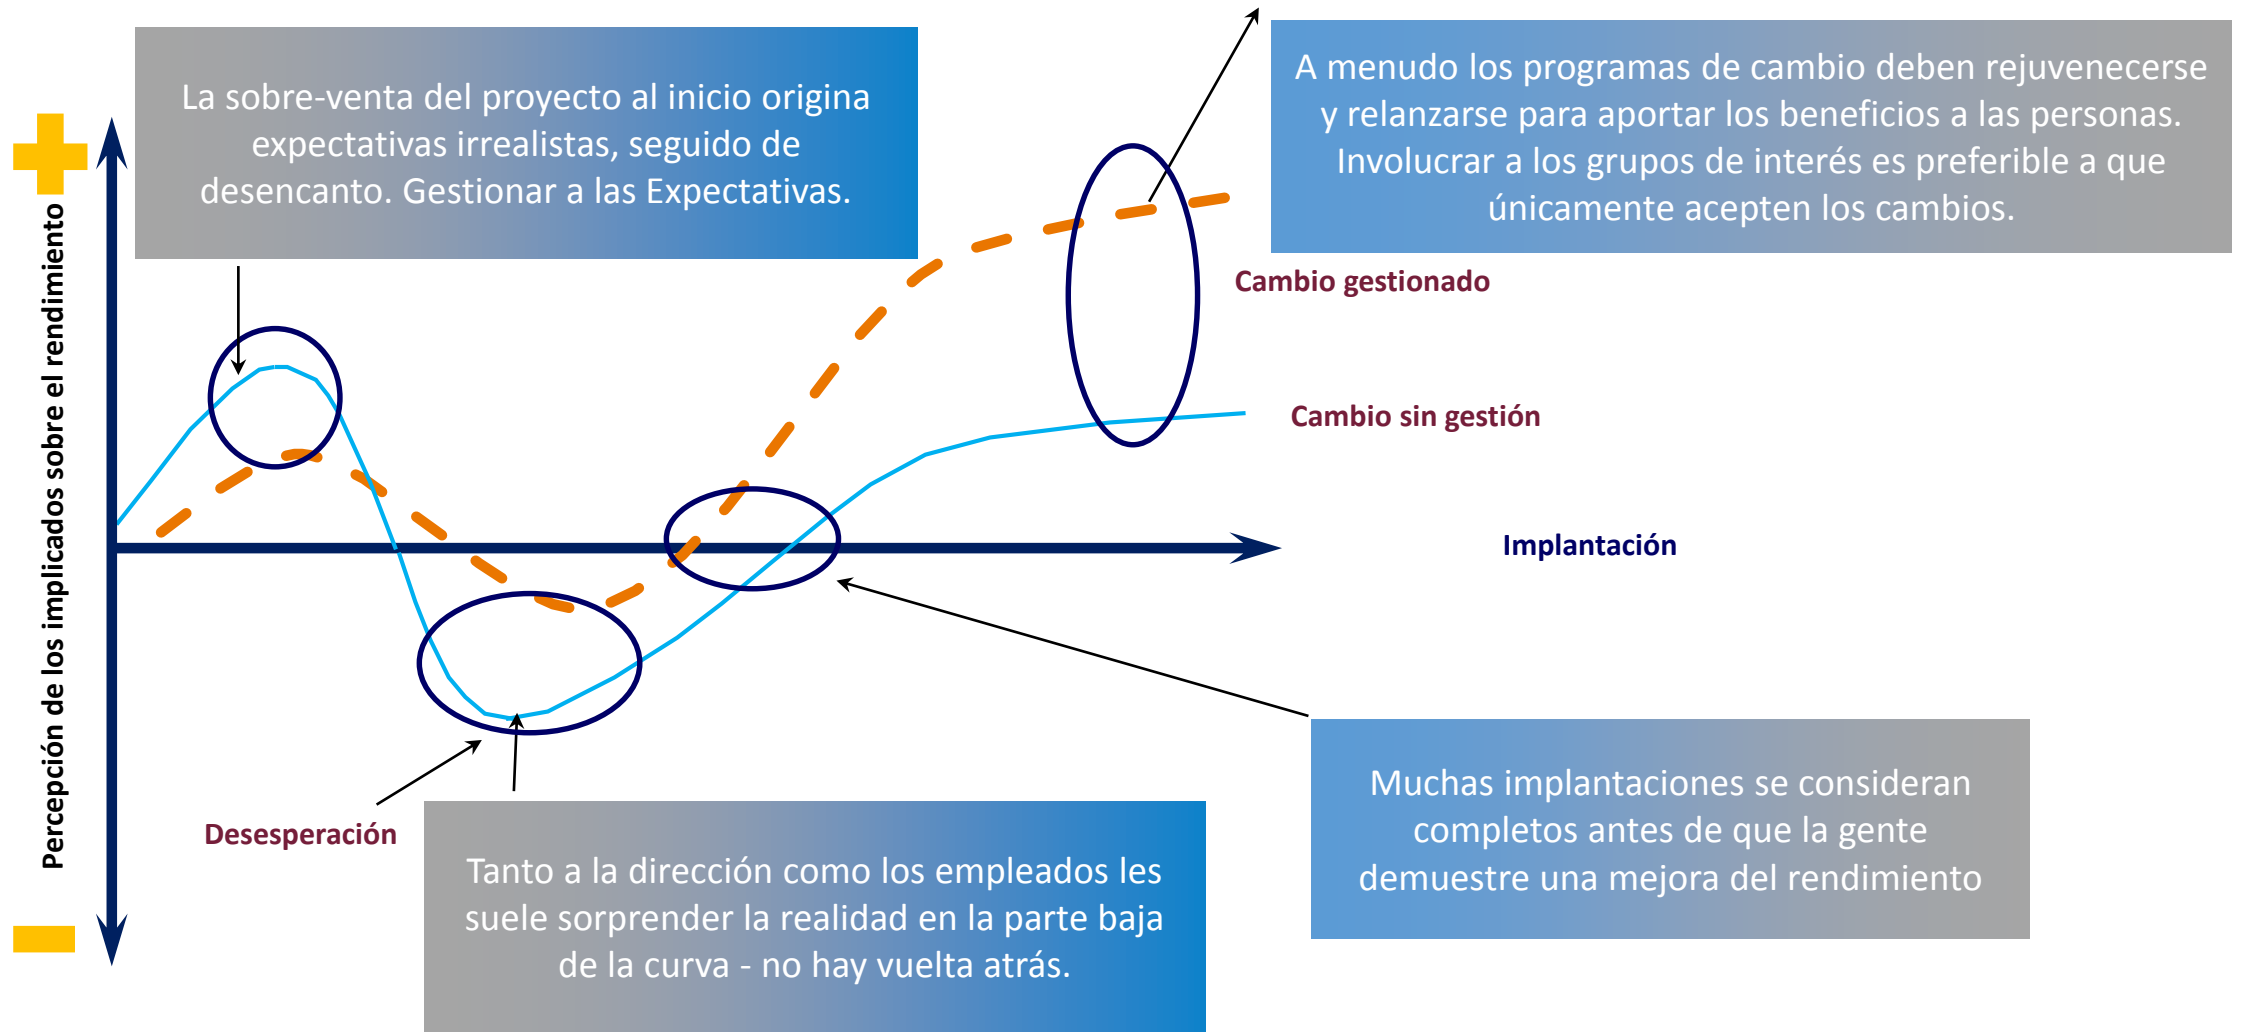 La sobre-venta del proyecto al inicio origina
expectativas irrealistas, seguido de
desencanto. Gestionar a las Expectativas.
A menudo los programas de cambio deben rejuvenecerse
y relanzarse para aportar los beneficios a las personas.
Involucrar a los grupos de interés es preferible a que
únicamente acepten los cambios.
Percepción de los implicados sobre el rendimiento
Cambio gestionado
Cambio sin gestión
Implantación
Desesperación
Tanto a la dirección como los empleados les
suele sorprender la realidad en la parte baja
de la curva - no hay vuelta atrás.
Muchas implantaciones se consideran
completos antes de que la gente
demuestre una mejora del rendimiento